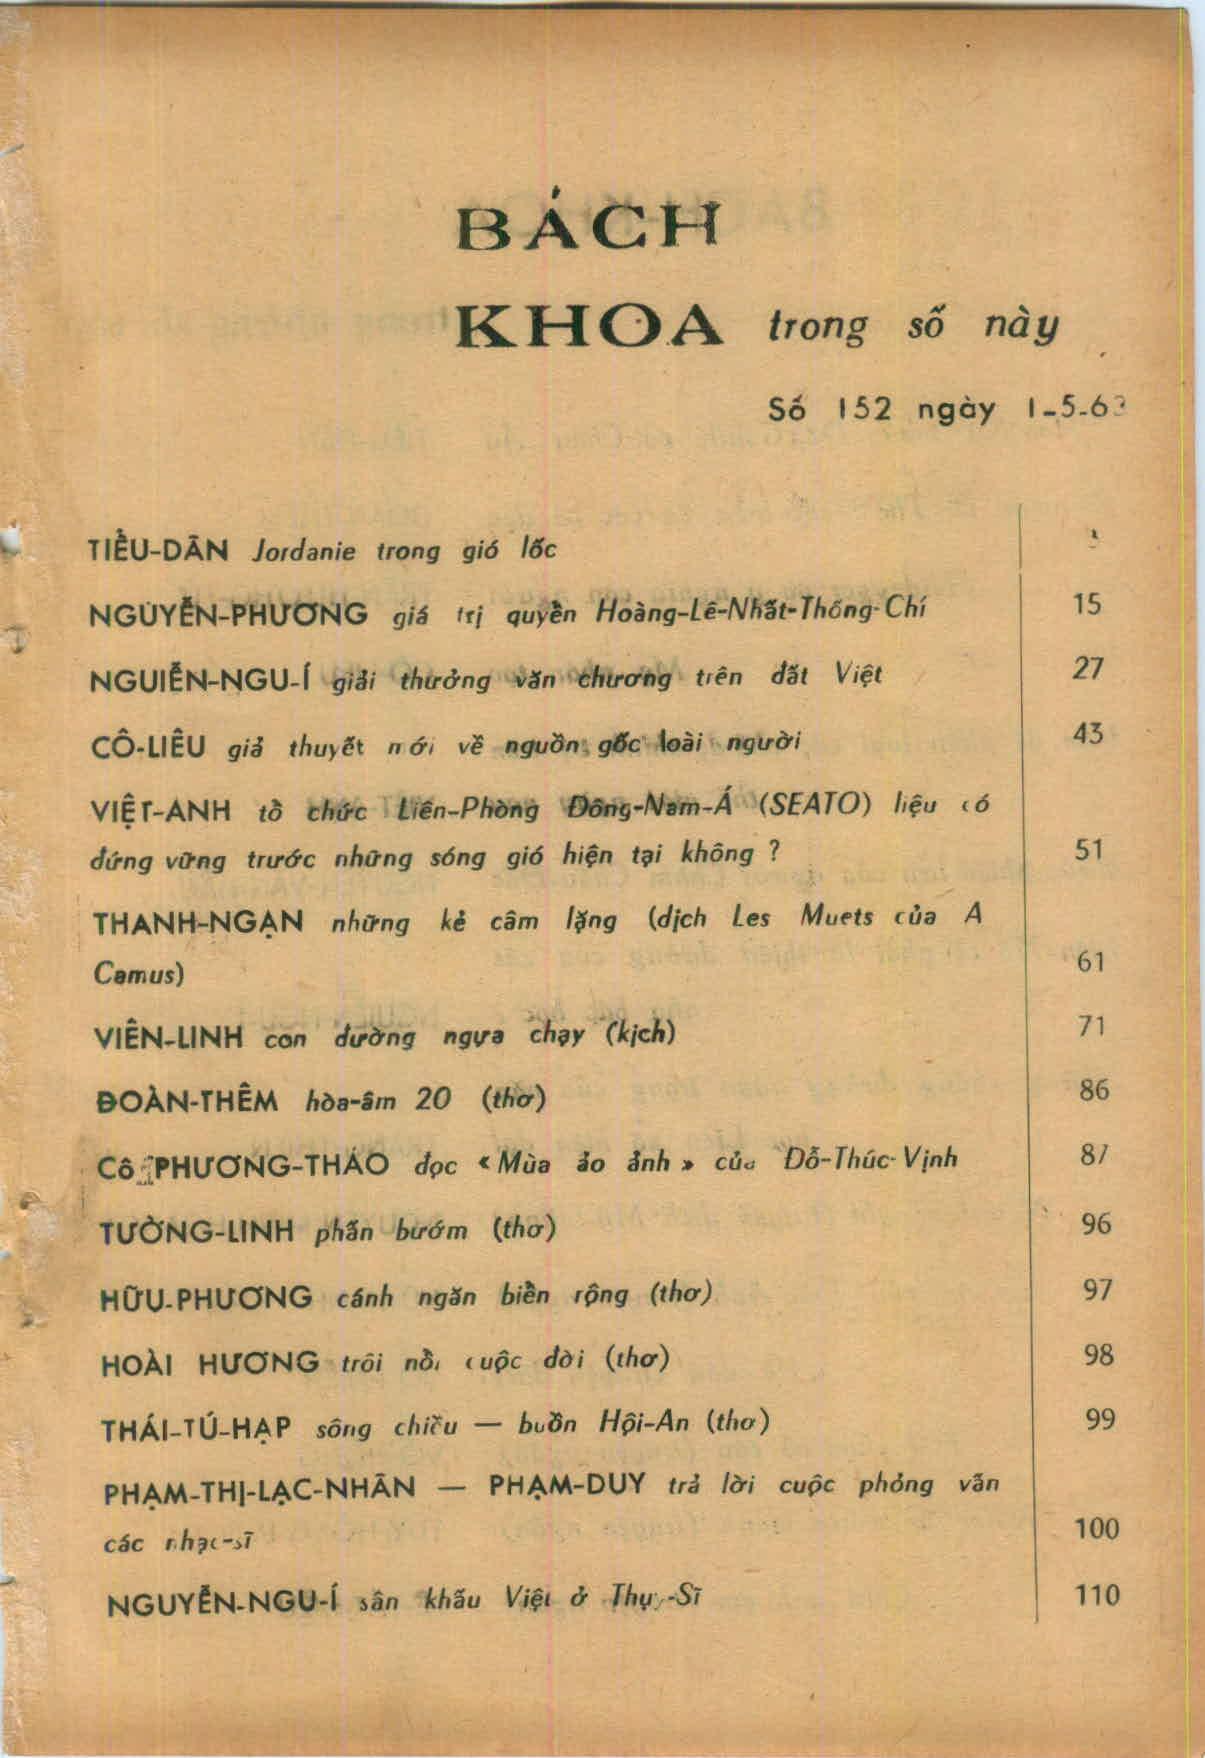 BÁCH
KHOA trong số này
Số 152 ngày 1-5-63
TIỂU-DÂN Jordanie trong gió lốc
NGUYỄN-PHƯƠNG giá trị quyền Hoàng-Lê-Nhất-Thống-Chí 15
NGUIỄN-NGU-Í giải thưởng văn chương trên đất Việt 27
CÔ-LIÊU giả thuyết mới về nguồn gốc loài người 43
VIỆT-ANH tổ chức Liên-Phòng Đông-Nam-Á (SEATO) liệu có
đứng vững trước những sóng gió hiện tại không ? 51
THANH-NGẠN những kẻ câm lặng (dịch Les Muets của A
Camus) 61
VIÊN-LINH con đường ngựa chạy (kịch) 71
ĐOÀN-THÊM hòa-âm 20 (thơ) 86
Cô PHƯƠNG-THẢO đọc « Mùa ảo ảnh » của Đỗ-Thúc-Vịnh 87
TƯỜNG-LINH phấn bướm (thơ) 96
HỮU-PHƯƠNG cánh ngăn biển rộng (thơ) 97
HOÀI HƯƠNG trôi nổi cuộc đời (thơ) 98
THÁI-TÚ-HẠP sông chiều — buồn Hội-An (thơ) 99
PHẠM-THỊ-LẠC-NHÂN — PHẠM-DUY trả lời cuộc phỏng vấn
các nhạc-sĩ 100
NGUYỄN-NGU-Í sân khấu Việt ở Thụy-Sĩ 110